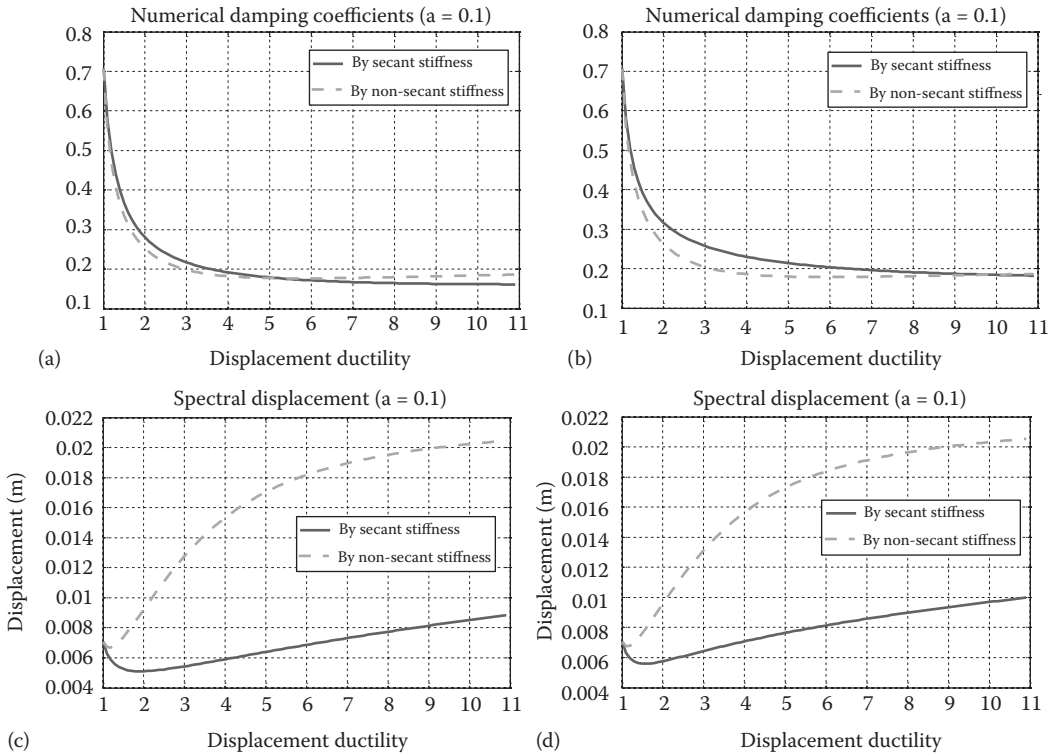 Numerical damping coefficients (a = 0.1)
0.8
0.7
0.6
0.5
0.4
0.3
0.2
0.1
By secant stiffness
By non-secant stiffness
1 2 3 4 5 6 7 8 9 10 11
(a)
Displacement ductility
Numerical damping coefficients (a = 0.1)
0.8
0.7
0.6
0.5
0.4
0.3
0.2
0.1
By secant stiffness
By non-secant stiffness
1 2 3 4 5 6 7 8 9 10 11
(b)
Displacement ductility
Spectral displacement (a = 0.1)
Displacement (m)
0.022
0.02
0.018
0.016
0.014
0.012
0.01
0.008
0.006
0.004
By secant stiffness
By non-secant stiffness
1 2 3 4 5 6 7 8 9 10 11
(c)
Displacement ductility
Spectral displacement (a = 0.1)
Displacement (m)
0.022
0.02
0.018
0.016
0.014
0.012
0.01
0.008
0.006
0.004
By secant stiffness
By non-secant stiffness
1 2 3 4 5 6 7 8 9 10 11
(d)
Displacement ductility